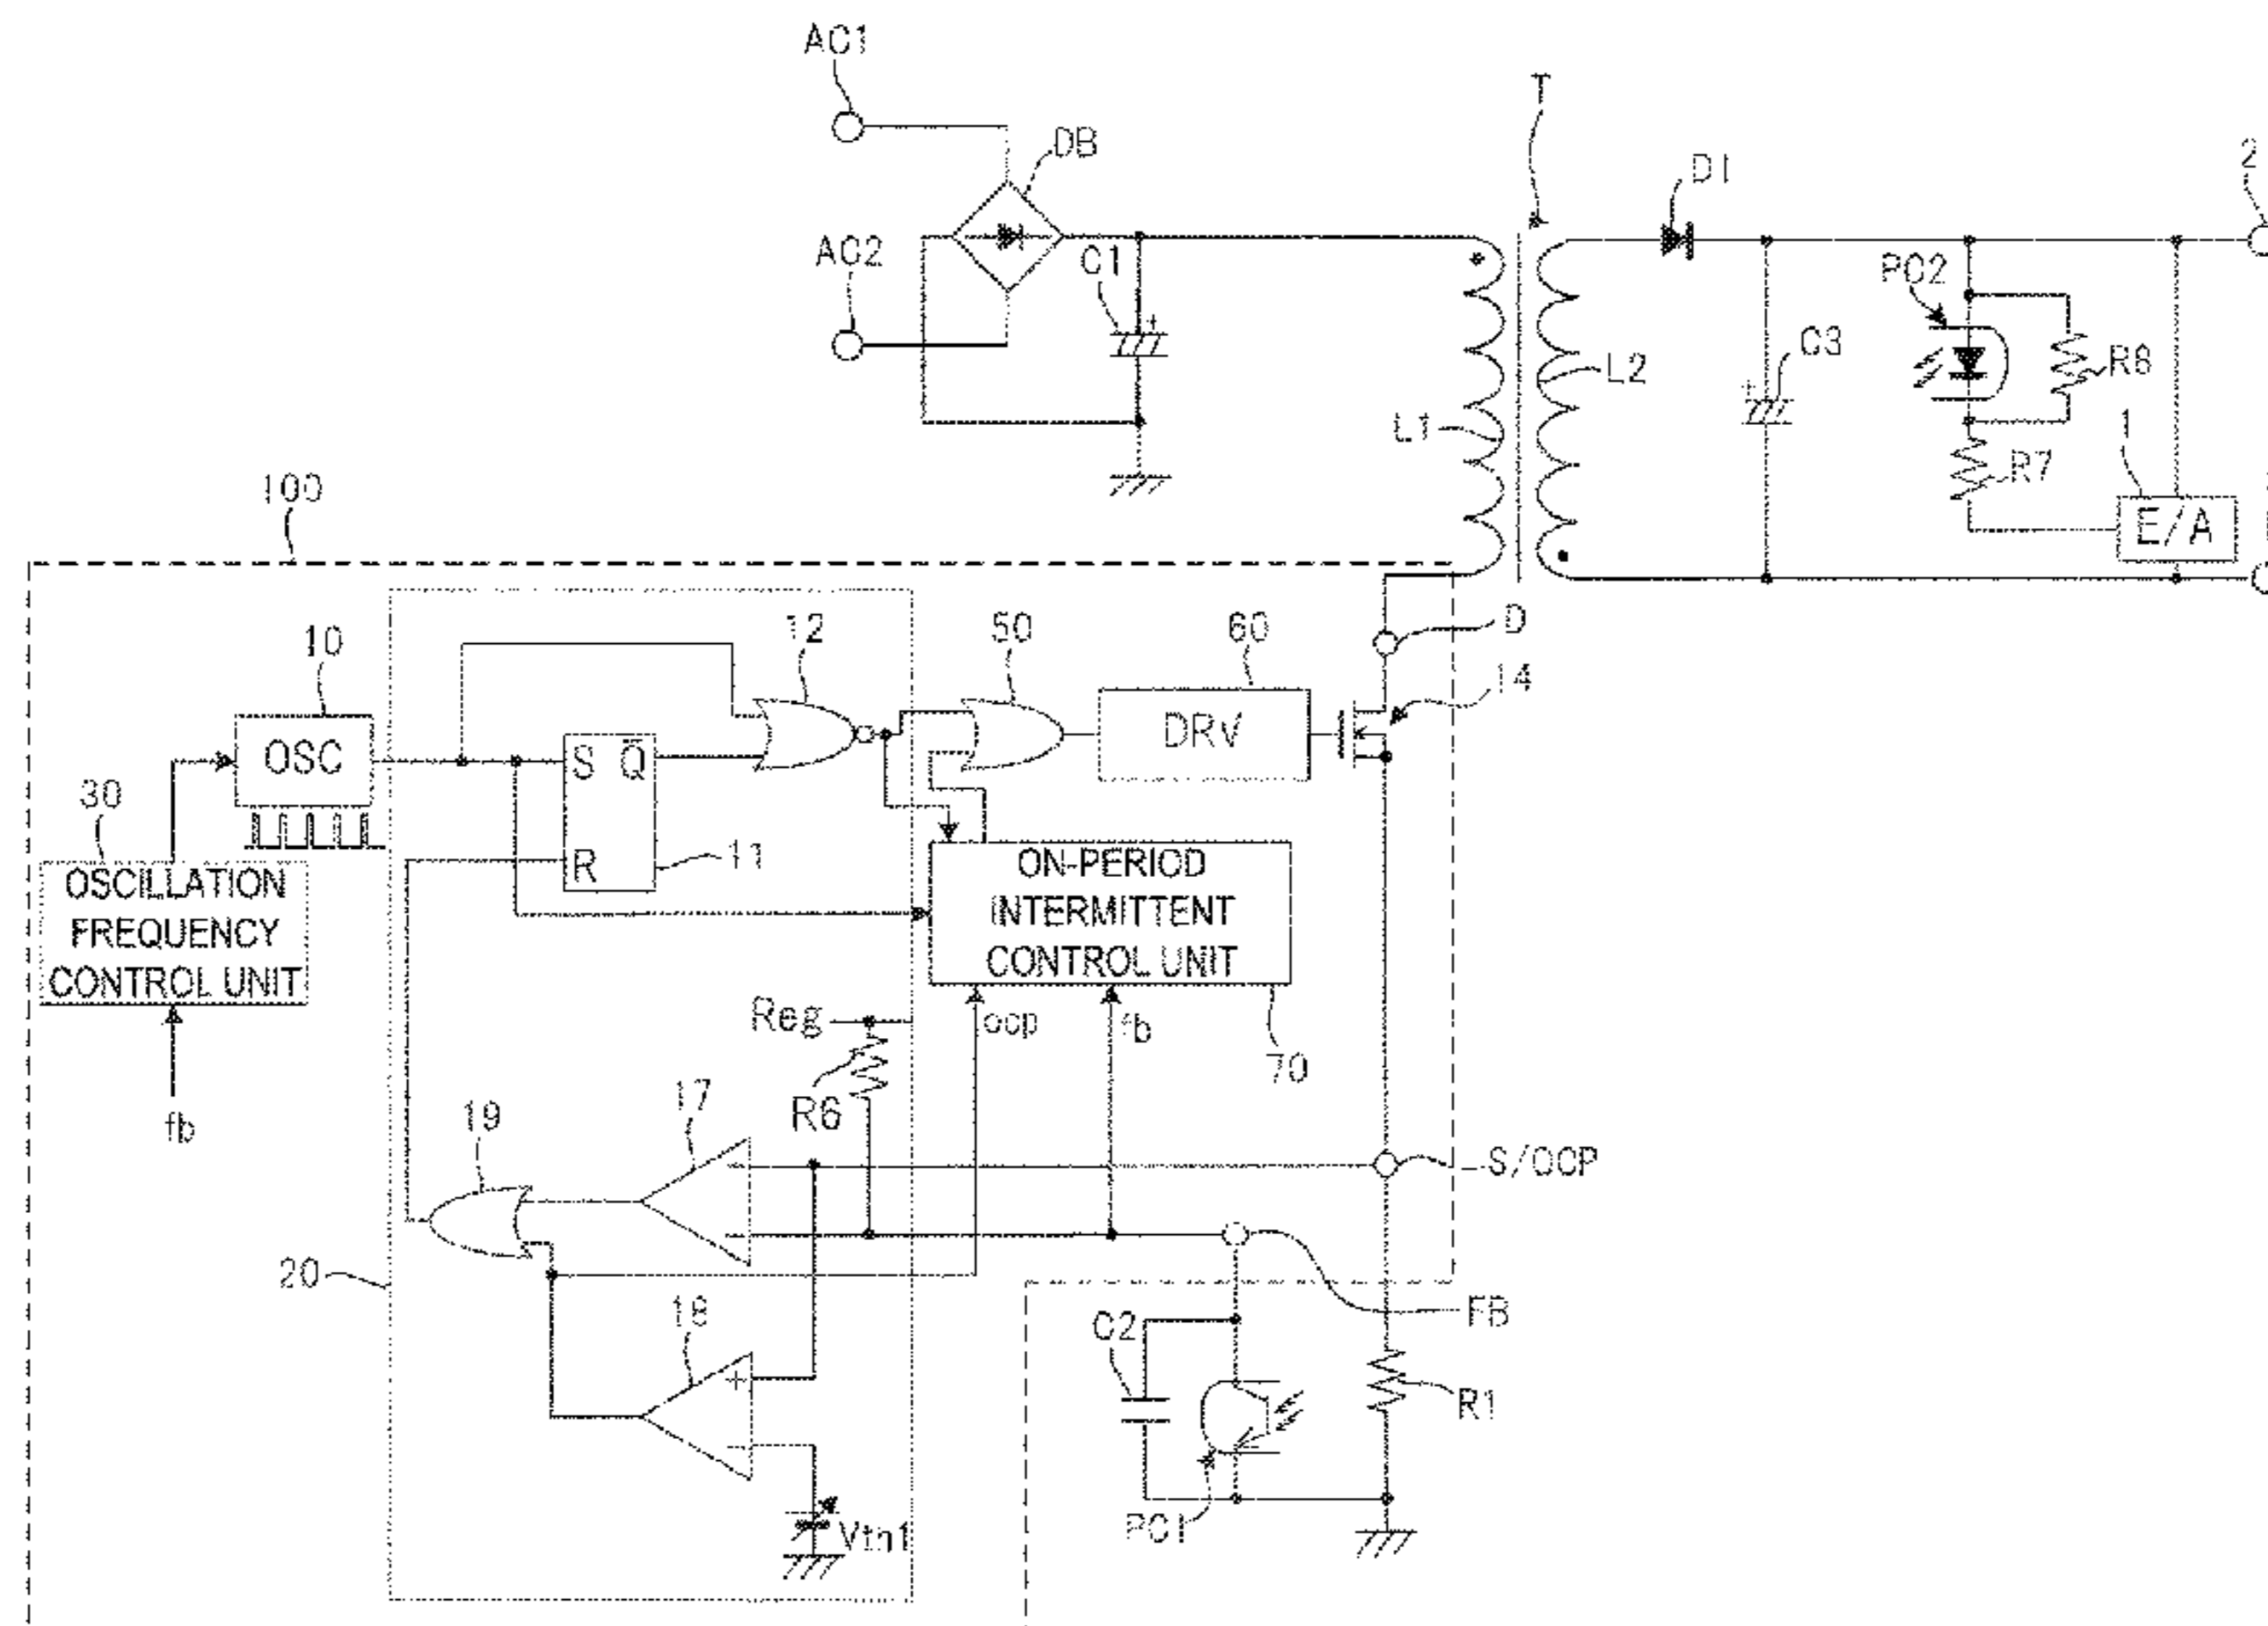 AC1
T
DB
D1
2
AC2
C1
PC2
C3
R8
L2
L1
1
R7
E/A
100
D
10
12
50
60
14
OSC
S
Q̅
DRV
30
R
11
ON-PERIOD
INTERMITTENT
CONTROL UNIT
OSCILLATION
FREQUENCY
CONTROL UNIT
Reg
ocp
fb
70
R6
fb
19
17
S/OCP
20
18
FB
C2
+
R1
PC1
Vth1